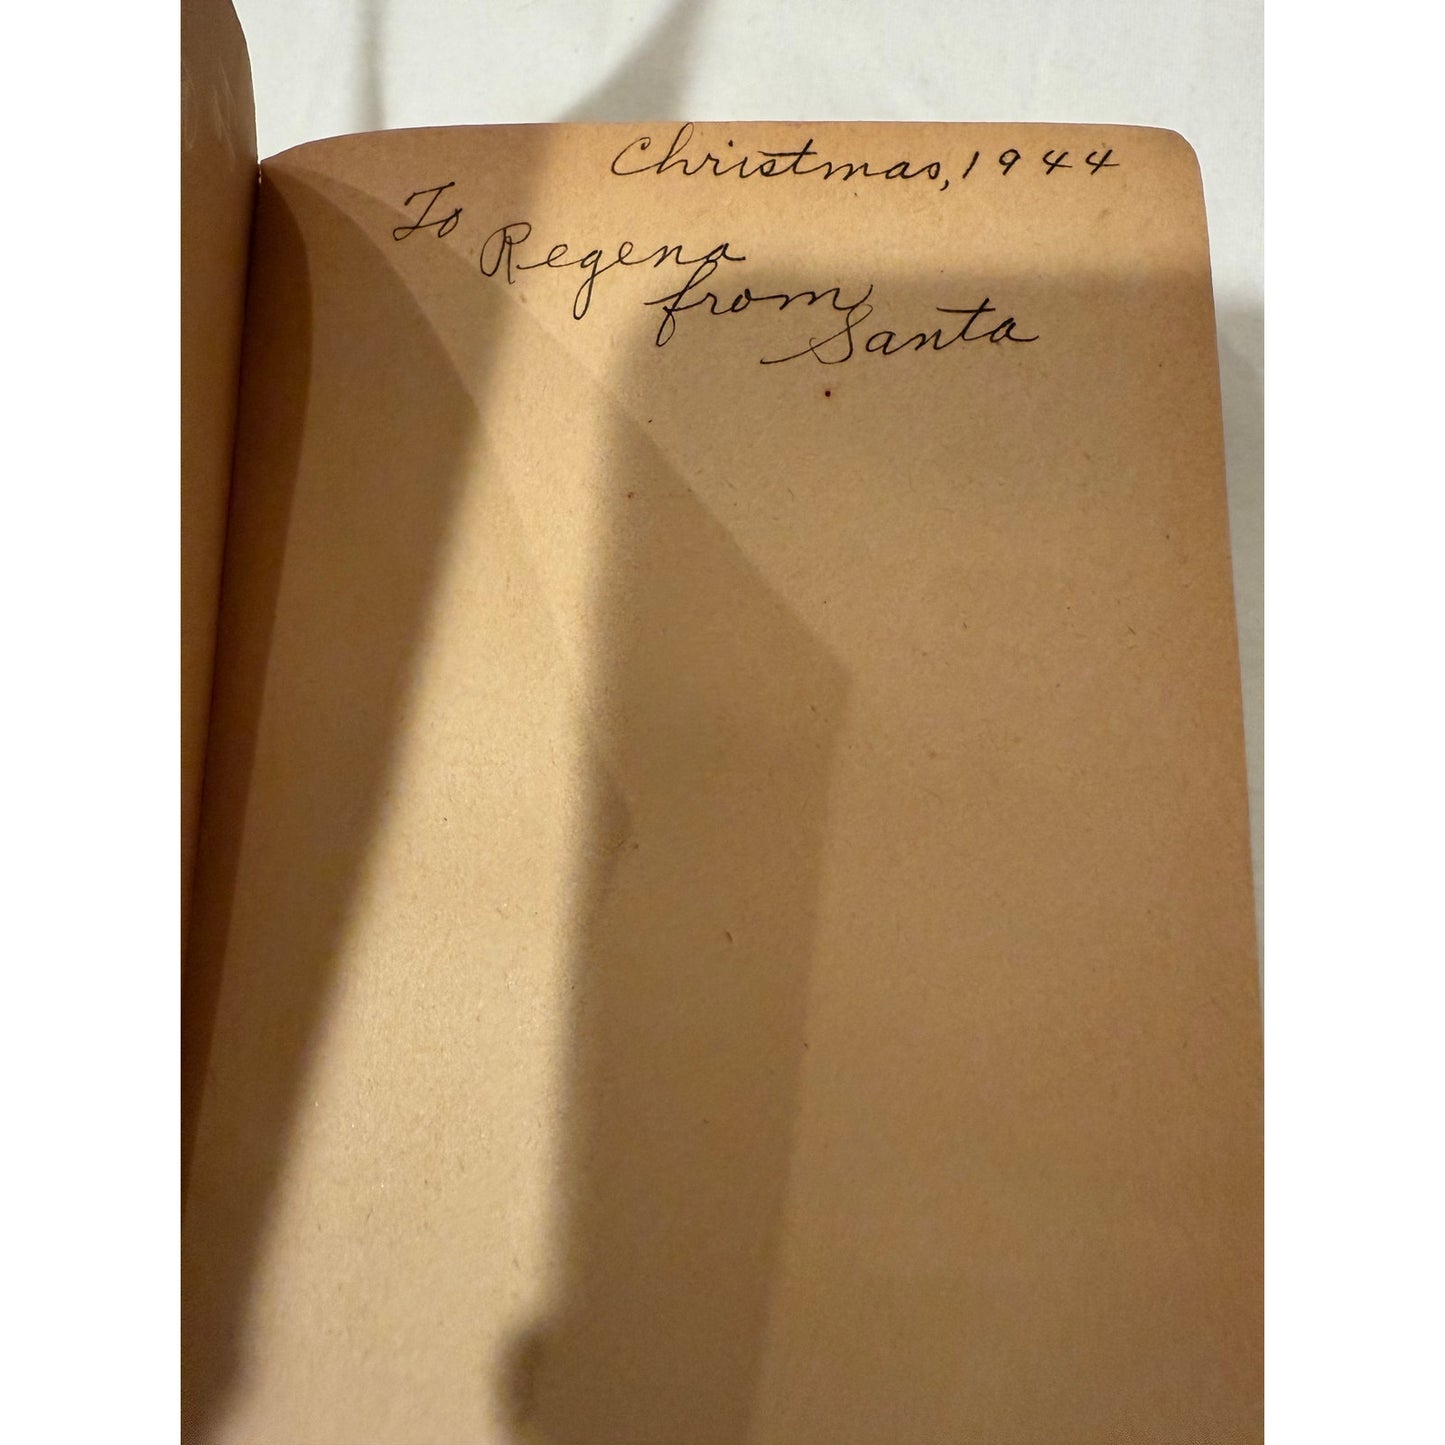 Christmas, 1944
To
Regena
from
Santa